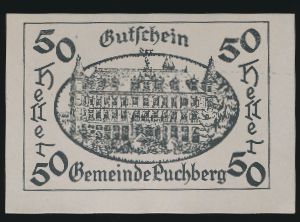 50 Gutschein 50
der
Heller Heller
50 Gemeinde Puchberg 50